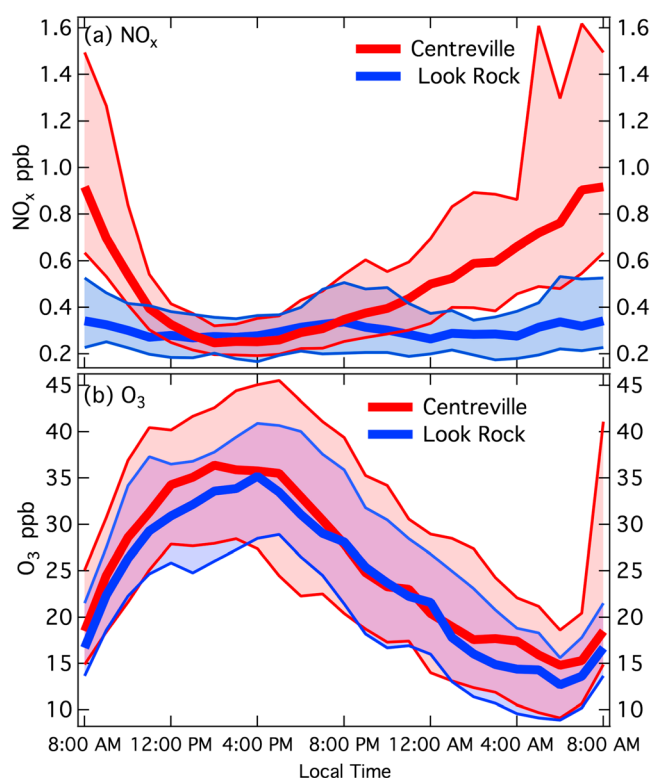 (a) NOx
Centreville
Look Rock
1.6 1.6
1.4 1.4
1.2 1.2
1.0 1.0
0.8 0.8
0.6 0.6
0.4 0.4
0.2 0.2
NOx ppb
(b) O3
Centreville
Look Rock
45 45
40 40
35 35
30 30
25 25
20 20
15 15
10 10
O3 ppb
8:00 AM 12:00 PM 4:00 PM 8:00 PM 12:00 AM 4:00 AM 8:00 AM
Local Time